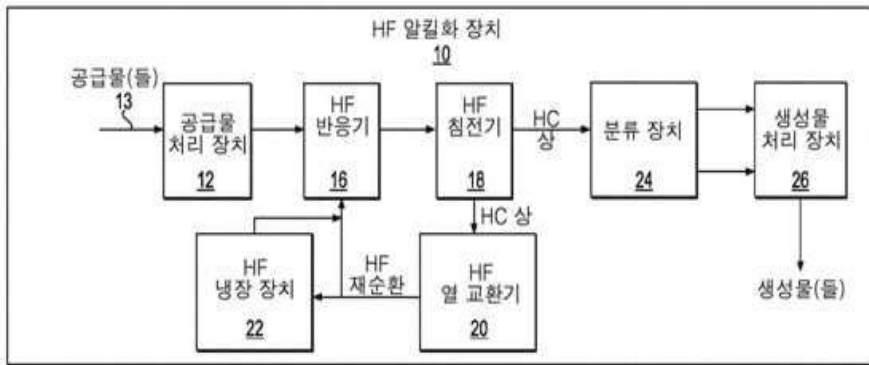 HF 알킬화 장치
10
공급물(들)
13
공급물
처리 장치
12
HF
반응기
16
HF
침전기
18
HC
상
분류 장치
24
생성물
처리 장치
26
HC 상
HF
냉장 장치
22
HF
재순환
HF
열 교환기
20
생성물(들)